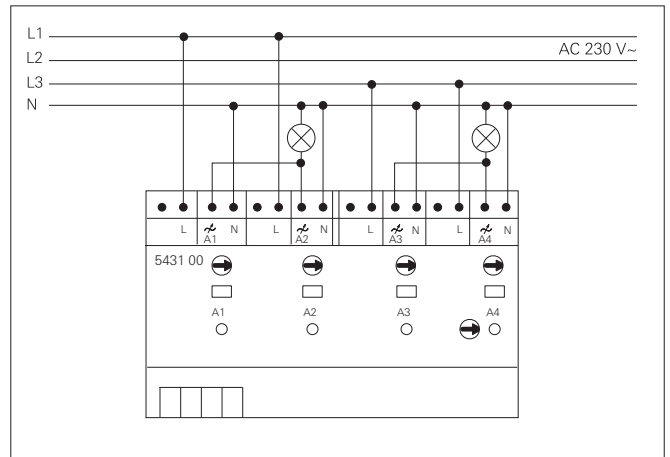 L1
AC 230 V~
L2
L3
N
L A1 N L A2 N L A3 N L A4 N
5431 00
A1 A2 A3 A4